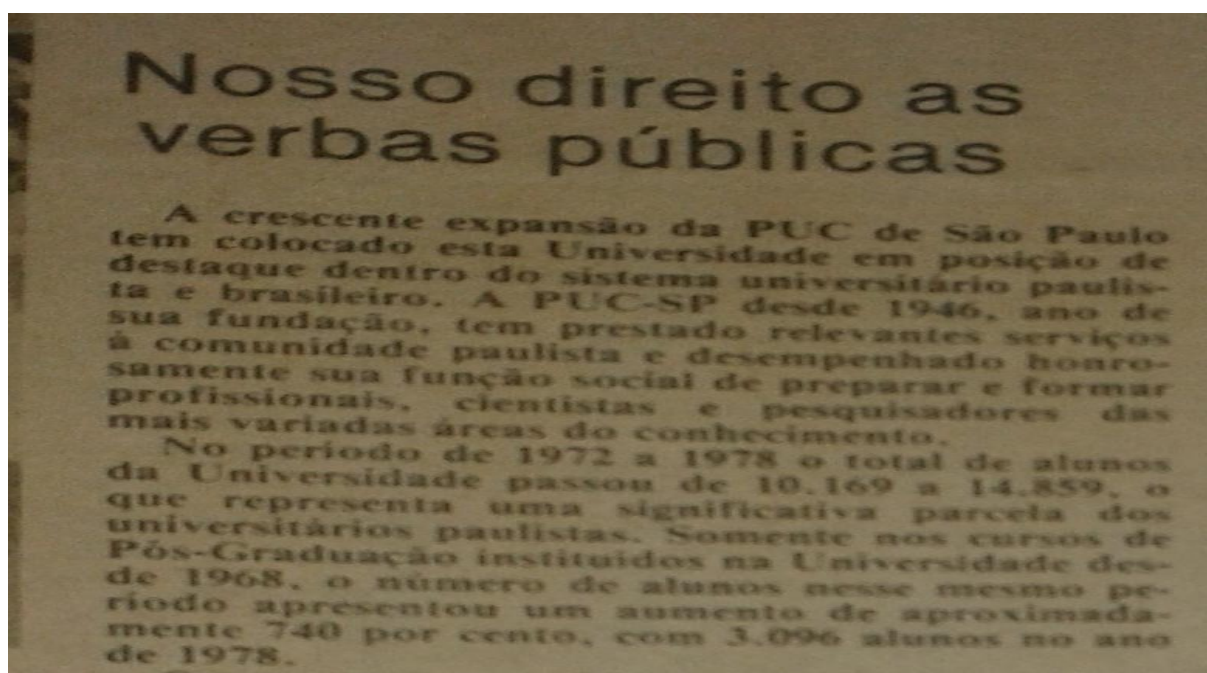 Nosso direito as
verbas públicas
A crescente expansão da PUC de São Paulo
tem colocado esta Universidade em posição de
destaque dentro do sistema universitário paulis-
ta e brasileiro. A PUC-SP desde 1946, ano de
sua fundação, tem prestado relevantes serviços
à comunidade paulista e desempenhado honro-
samente sua função social de preparar e formar
profissionais, cientistas e pesquisadores das
mais variadas áreas do conhecimento.
No período de 1972 a 1978 o total de alunos
da Universidade passou de 10.169 a 14.859, o
que representa uma significativa parcela dos
universitários paulistas. Somente nos cursos de
Pós-Graduação instituídos na Universidade des-
de 1968, o número de alunos nesse mesmo pe-
ríodo apresentou um aumento de aproximada-
mente 740 por cento, com 3.096 alunos no ano
de 1978.